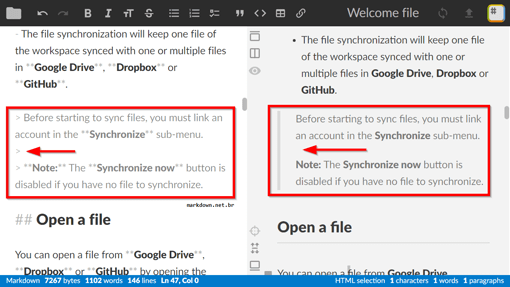 Welcome file
◦ The file synchronization will keep one file
of the workspace synced with one or multiple files
in **Google Drive**, **Dropbox** or
**GitHub**.
> Before starting to sync files, you must link an
account in the **Synchronize** sub-menu.
>
> **Note:** The **Synchronize now** button is
disabled if you have no file to synchronize.
markdown.net.br
## Open a file
You can open a file from **Google Drive**,
**Dropbox** or **GitHub** by opening the
• The file synchronization will keep one file
of the workspace synced with one or
multiple files in Google Drive, Dropbox or
GitHub.
Before starting to sync files, you must link
an account in the Synchronize sub-menu.
Note: The Synchronize now button is
disabled if you have no file to synchronize.
Open a file
You can open a file from Google Drive,
Markdown 7267 bytes 1102 words 146 lines Ln 47, Col 0
HTML selection 1 characters 1 words 1 paragraphs